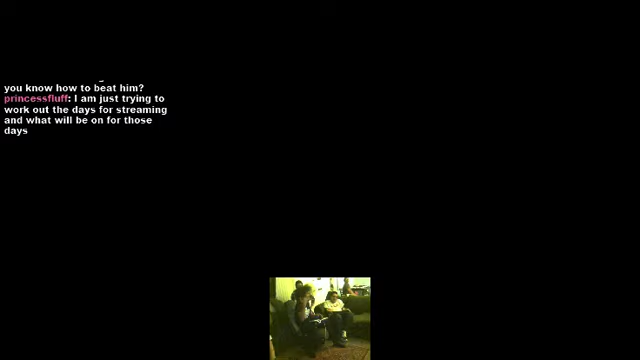 you know how to beat him?
princessfluff: I am just trying to
work out the days for streaming
and what will be on for those
days